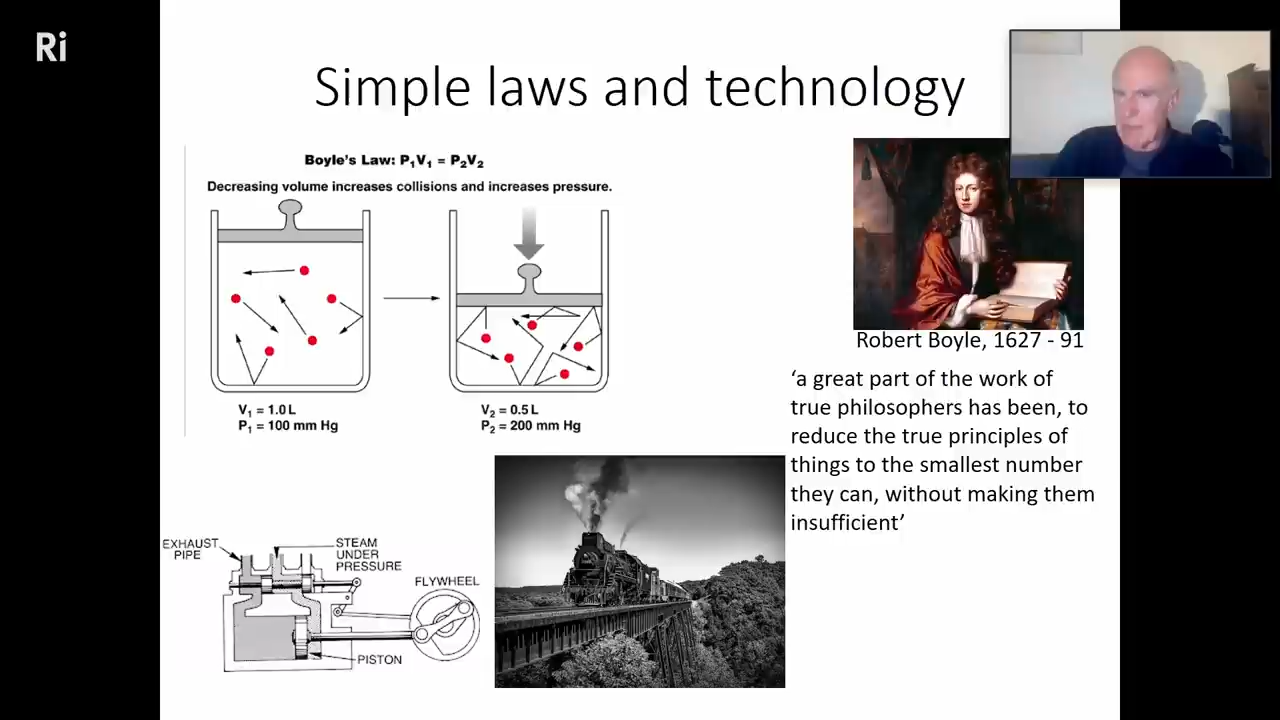 Ri
Simple laws and technology
Boyle's Law: P₁V₁ = P₂V₂
Decreasing volume increases collisions and increases pressure.
V₁ = 1.0 L
P₁ = 100 mm Hg
V₂ = 0.5 L
P₂ = 200 mm Hg
Robert Boyle, 1627 - 91
‘a great part of the work of
true philosophers has been, to
reduce the true principles of
things to the smallest number
they can, without making them
insufficient’
EXHAUST
PIPE
STEAM
UNDER
PRESSURE
FLYWHEEL
PISTON